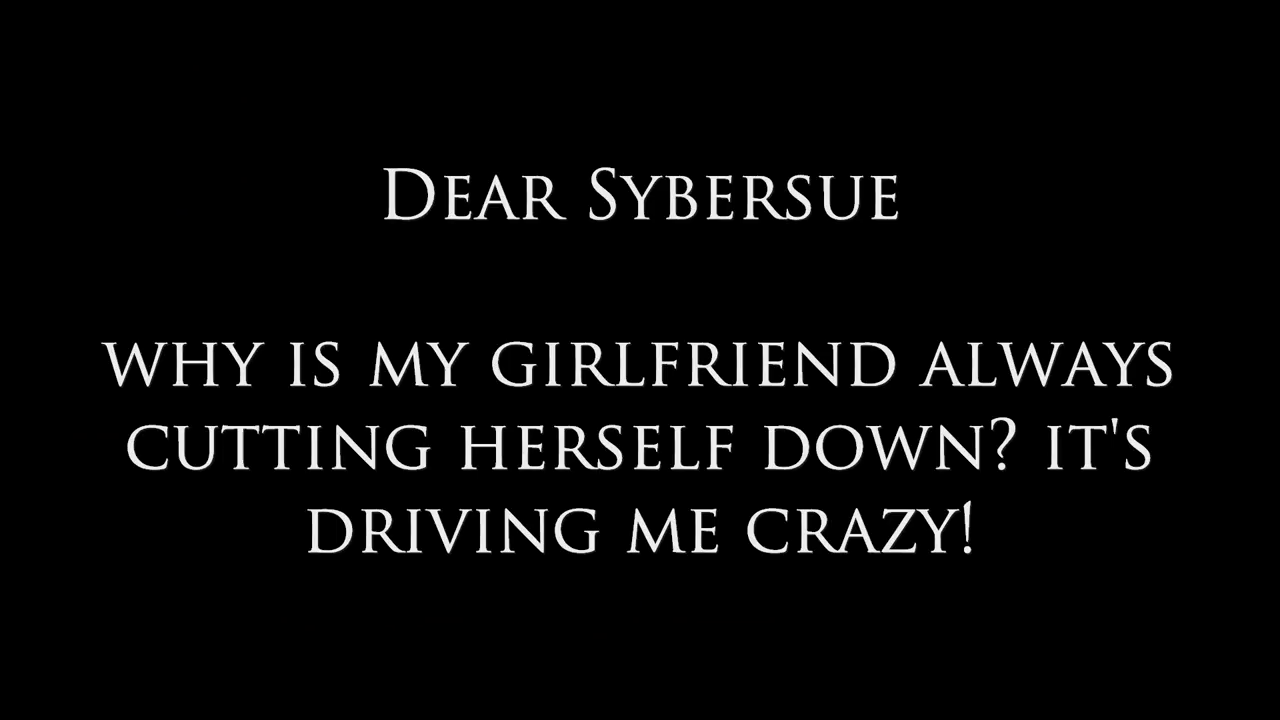 Dear Sybersue
why is my girlfriend always
cutting herself down? it's
driving me crazy!